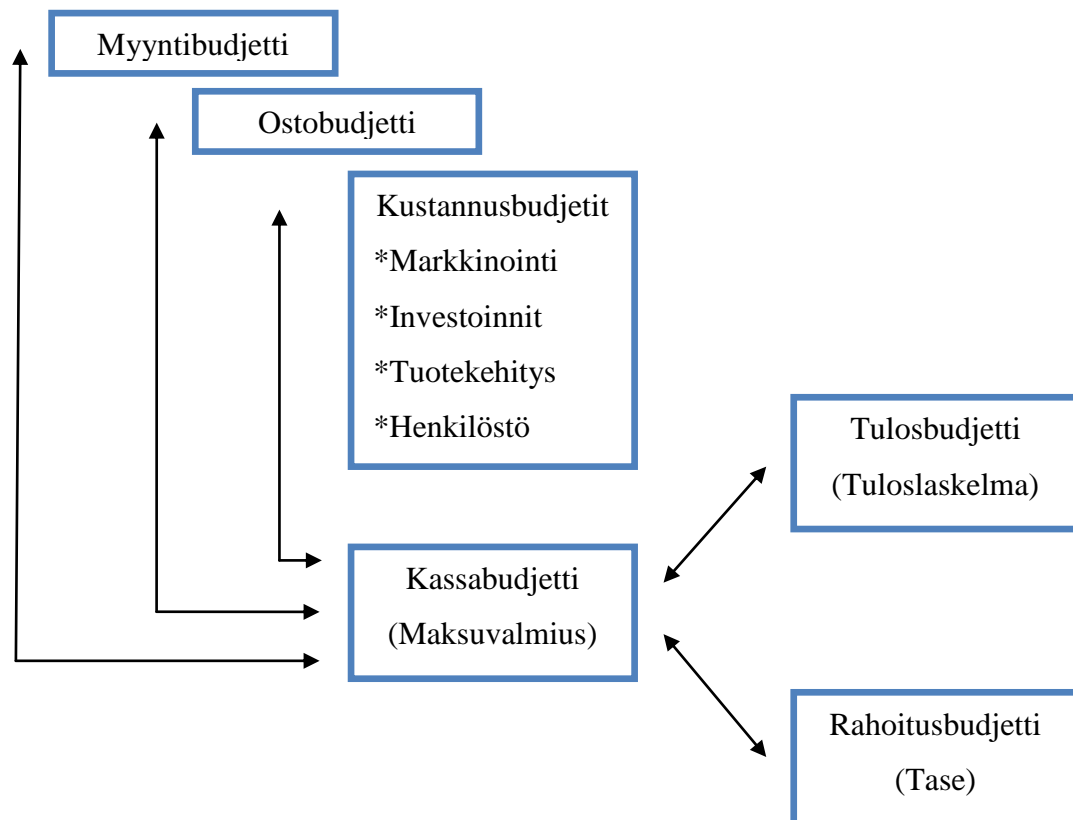 Myyntibudjetti
Ostobudjetti
Kustannusbudjetit
*Markkinointi
*Investoinnit
*Tuotekehitys
*Henkilöstö
Tulosbudjetti
(Tuloslaskelma)
Kassabudjetti
(Maksuvalmius)
Rahoitusbudjetti
(Tase)